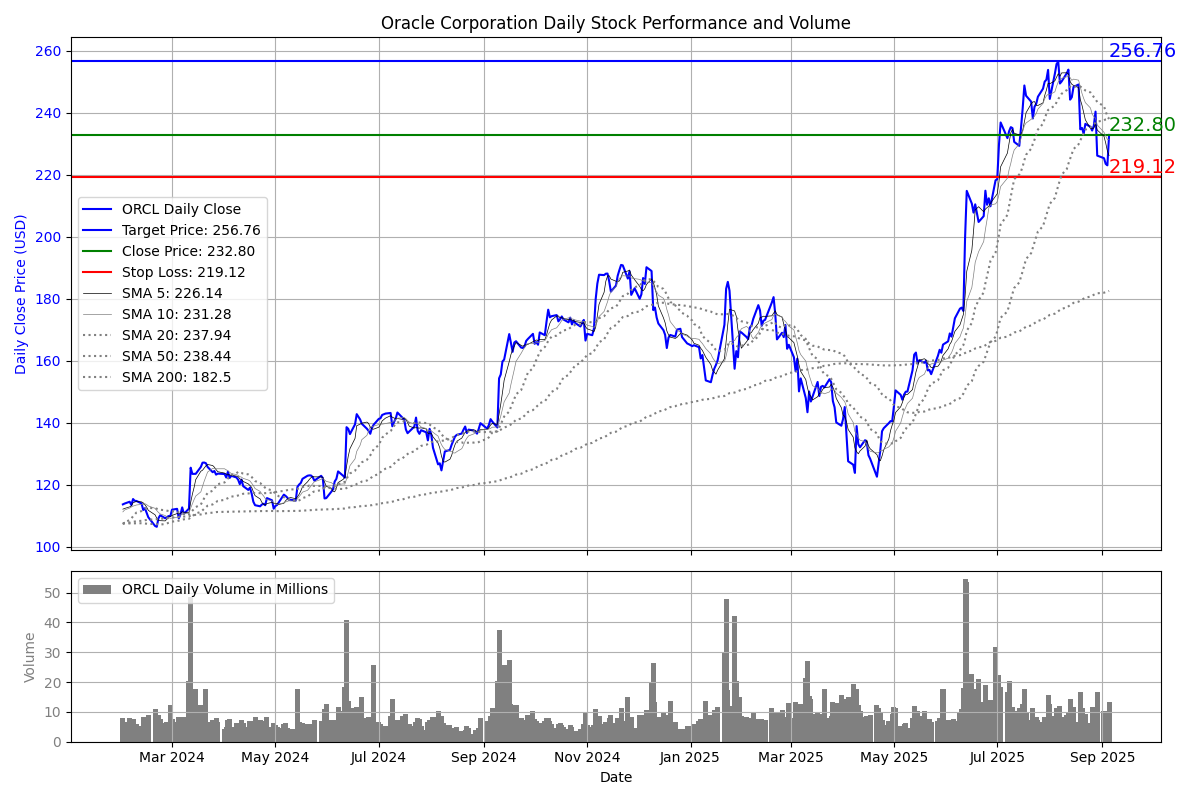 Oracle Corporation Daily Stock Performance and Volume
260
240
220
200
180
160
140
120
100
Daily Close Price (USD)
256.76
232.80
219.12
ORCL Daily Close
Target Price: 256.76
Close Price: 232.80
Stop Loss: 219.12
SMA 5: 226.14
SMA 10: 231.28
SMA 20: 237.94
SMA 50: 238.44
SMA 200: 182.5
50
40
30
20
10
0
Volume
ORCL Daily Volume in Millions
Mar 2024
May 2024
Jul 2024
Sep 2024
Nov 2024
Jan 2025
Mar 2025
May 2025
Jul 2025
Sep 2025
Date